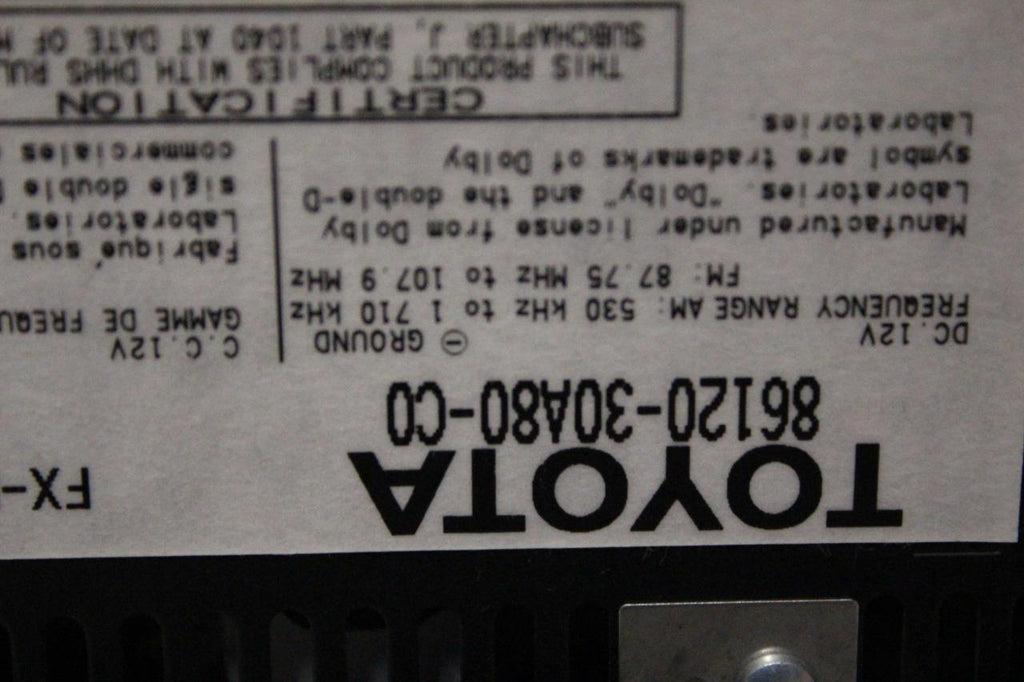 FX-
TOYOTA
86120-30A80-C0
DC.12V ⊖ GROUND
FREQUENCY RANGE AM: 530 kHz to 1 710 kHz
FM: 87.75 MHz to 107.9 MHz
Manufactured under license from Dolby
Laboratories. "Dolby" and the double-D
symbol are trademarks of Dolby
Laboratories.
C.C.12V
GAMME DE FREQU
Fabriqué sous
Laboratories.
sigle double
commerciales
CERTIFICATION
THIS PRODUCT COMPLIES WITH DHHS RUL
SUBCHAPTER J, PART 1040 AT DATE OF M